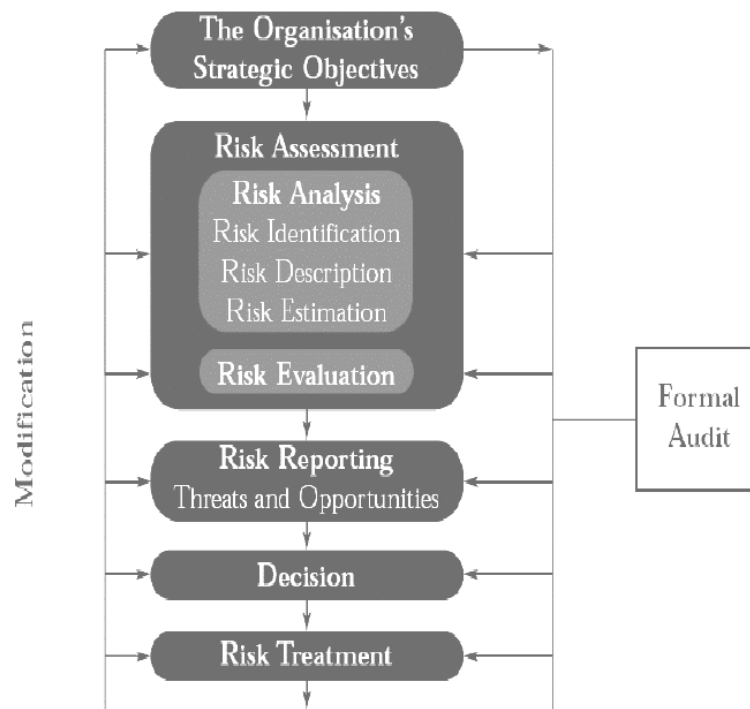 The Organisation's
Strategic Objectives
Risk Assessment
Risk Analysis
Risk Identification
Risk Description
Risk Estimation
Risk Evaluation
Risk Reporting
Threats and Opportunities
Decision
Risk Treatment
Modification
Formal
Audit